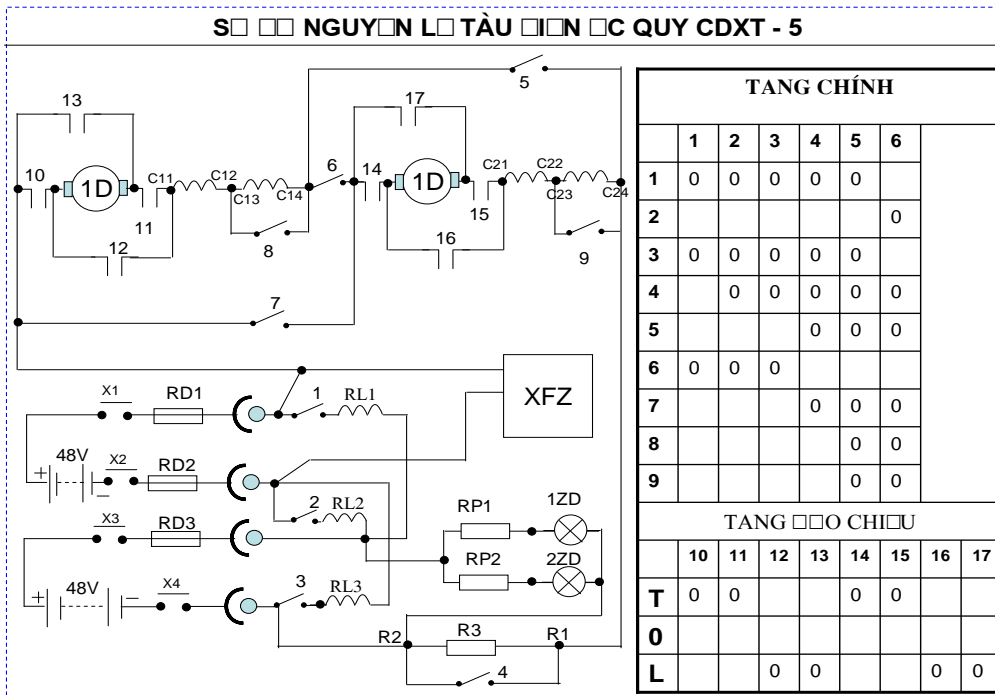 S□ □□ NGUY□N L□ TÀU □I□N □C QUY CDXT - 5
5
13
17
10
1D
C11
C12
C13
C14
6
14
1D
C21
C22
C23
C24
11
15
12
8
16
9
7
XFZ
X1
RD1
1
RL1
48V
+
−
X2
RD2
2
RL2
X3
RD3
RP1
1ZD
RP2
2ZD
48V
+
−
X4
3
RL3
R2
R3
R1
4
TANG CHÍNH
1 2 3 4 5 6
1 0 0 0 0 0
2 0
3 0 0 0 0 0
4 0 0 0 0 0
5 0 0 0
6 0 0 0
7 0 0 0
8 0 0
9 0 0
TANG □□O CHI□U
10 11 12 13 14 15 16 17
T 0 0 0 0
0
L 0 0 0 0